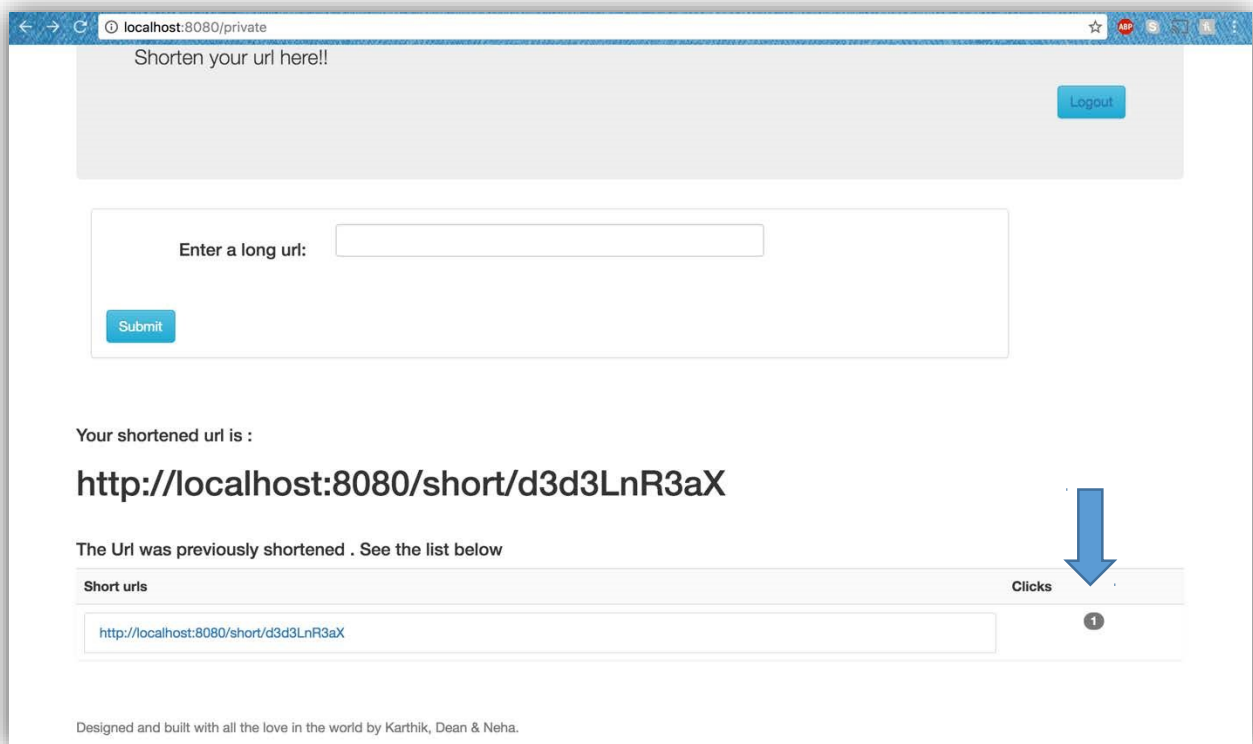 localhost:8080/private
ABP
S
Shorten your url here!!
Logout
Enter a long url:
Submit
Your shortened url is :
http://localhost:8080/short/d3d3LnR3aX
The Url was previously shortened . See the list below
Short urls Clicks
http://localhost:8080/short/d3d3LnR3aX 1
Designed and built with all the love in the world by Karthik, Dean & Neha.